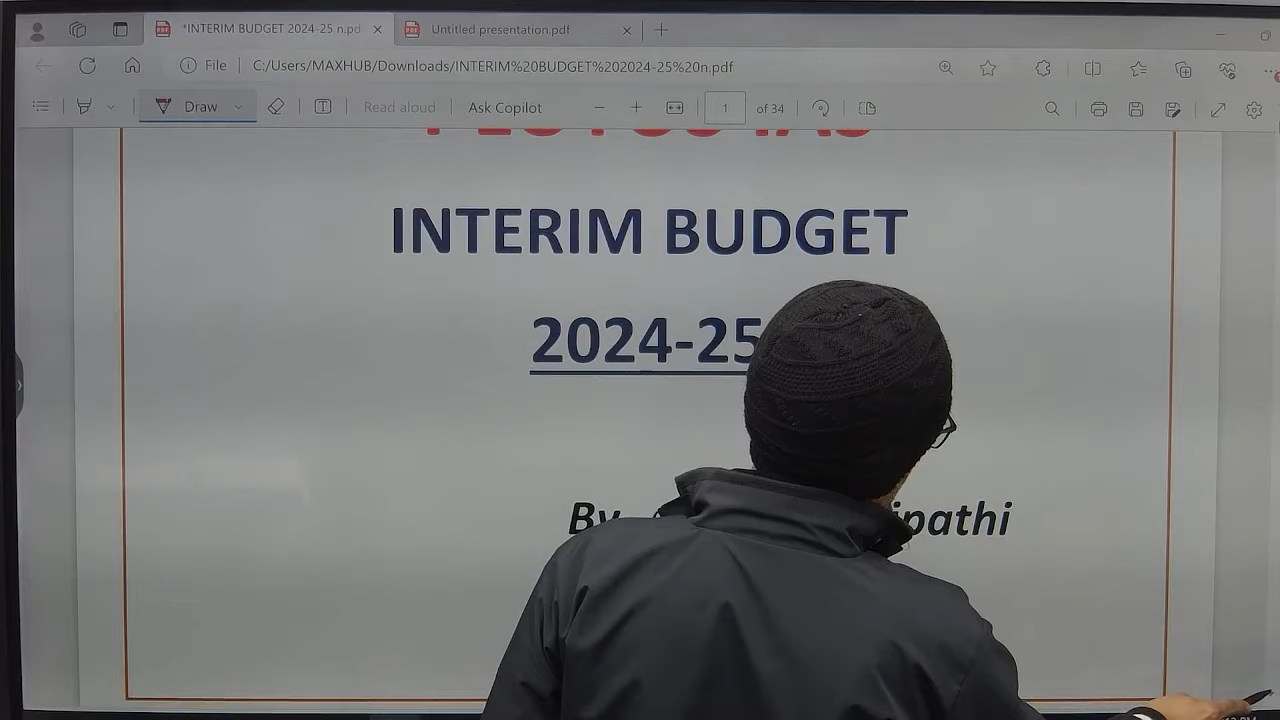 *INTERIM BUDGET 2024-25 n.pd
Untitled presentation.pdf
File C:/Users/MAXHUB/Downloads/INTERIM%20BUDGET%202024-25%20n.pdf
Draw Read aloud Ask Copilot 1 of 34
INTERIM BUDGET
2024-25
By ipathi